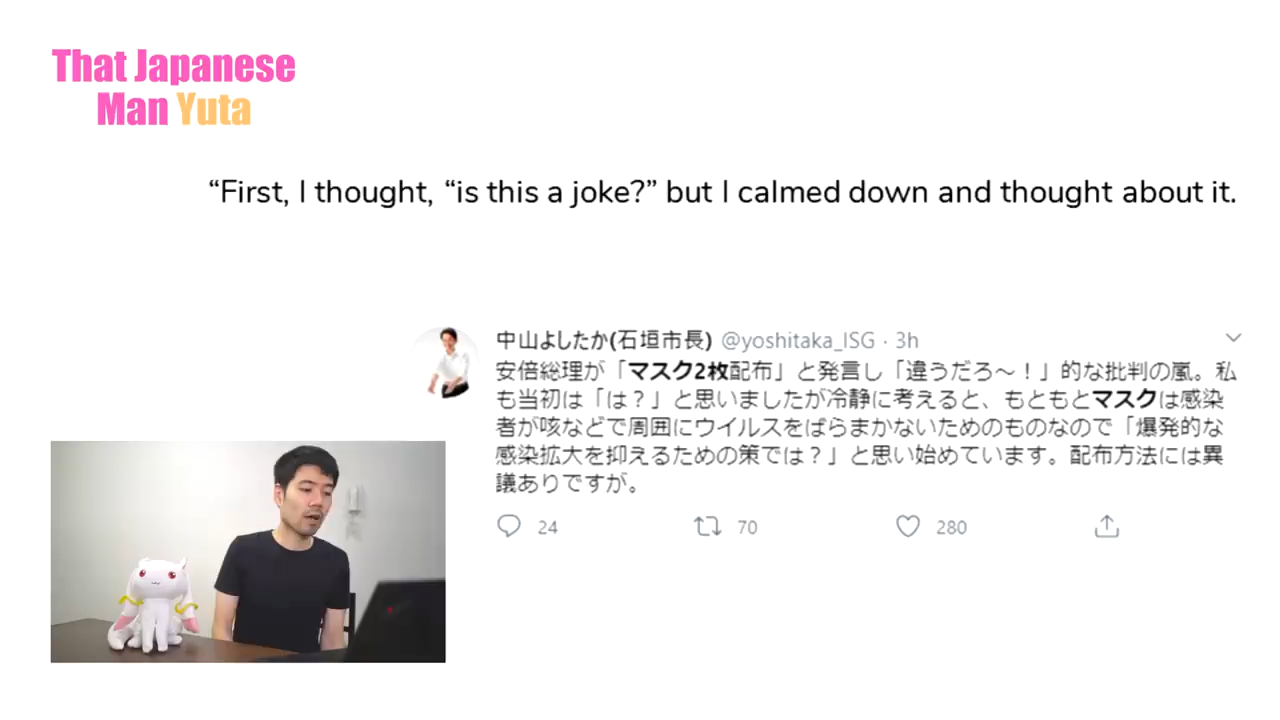 That Japanese
Man Yuta
“First, I thought, “is this a joke?” but I calmed down and thought about it.
中山よしたか(石垣市長) @yoshitaka_ISG · 3h
安倍総理が「マスク2枚配布」と発言し「違うだろ～！」的な批判の嵐。私
も当初は「は？」と思いましたが冷静に考えると、もともとマスクは感染
者が咳などで周囲にウイルスをばらまかないためのものなので「爆発的な
感染拡大を抑えるための策では？」と思い始めています。配布方法には異
議ありですが。
24 70 280